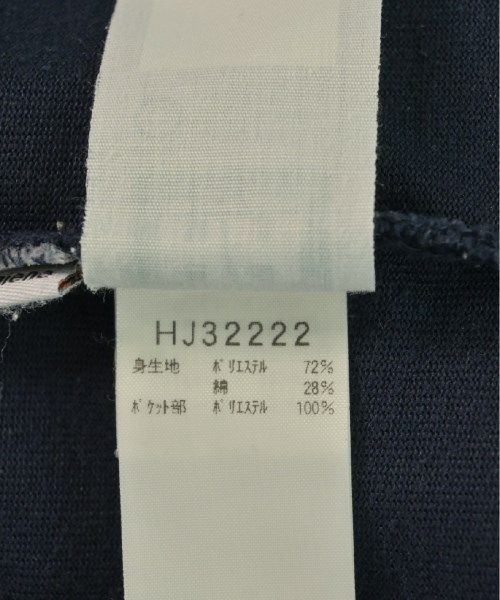 HJ32222
身生地 ﾎﾟﾘｴｽﾃﾙ 72%
綿 28%
ﾎﾟｹｯﾄ部 ﾎﾟﾘｴｽﾃﾙ 100%